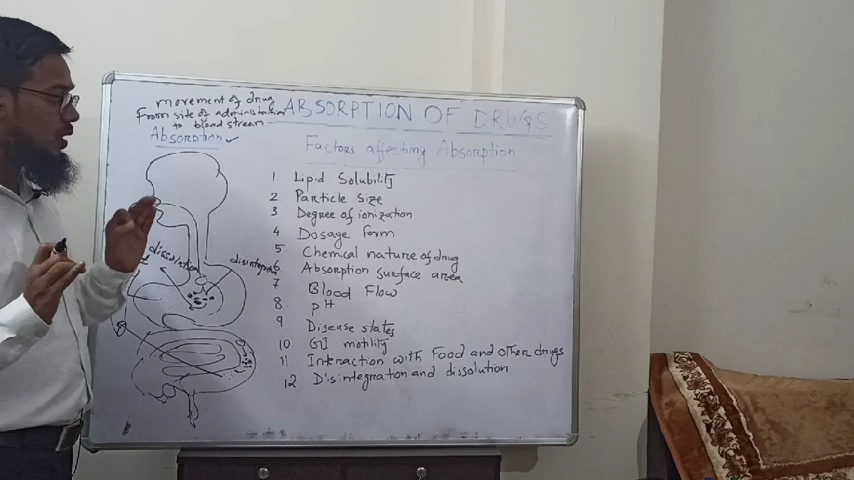 movement of drug
From site of administration
to blood stream
Absorption
ABSORPTION OF DRUGS
Factors affecting Absorption
1. Lipid Solubility
2. Particle Size
3 Degree of ionization
4 Dosage form
5. Chemical nature of drug
6 Absorption surface area
7 Blood Flow
8. pH
9. Disease states
10 GI motility
11 Interaction with Food and other drugs
12 Disintegration and dissolution
dissolution